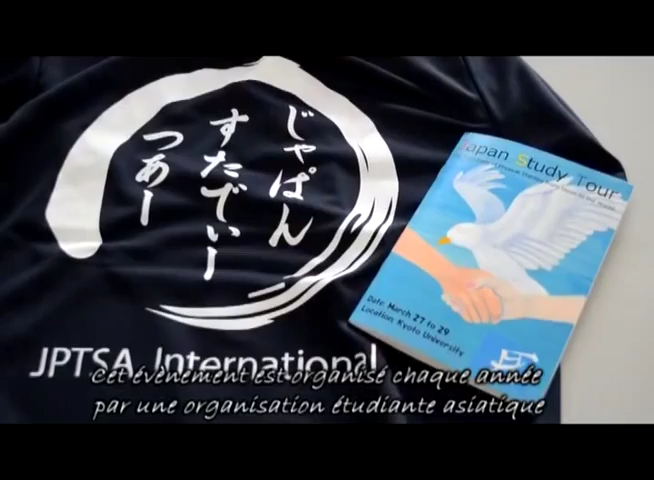 じゃぱん
すたでぃー
つあー
JPTSA International
Japan Study Tour
Date: March 27 to 29
Location: Kyoto University
Cet évènement est organisé chaque année
par une organisation étudiante asiatique